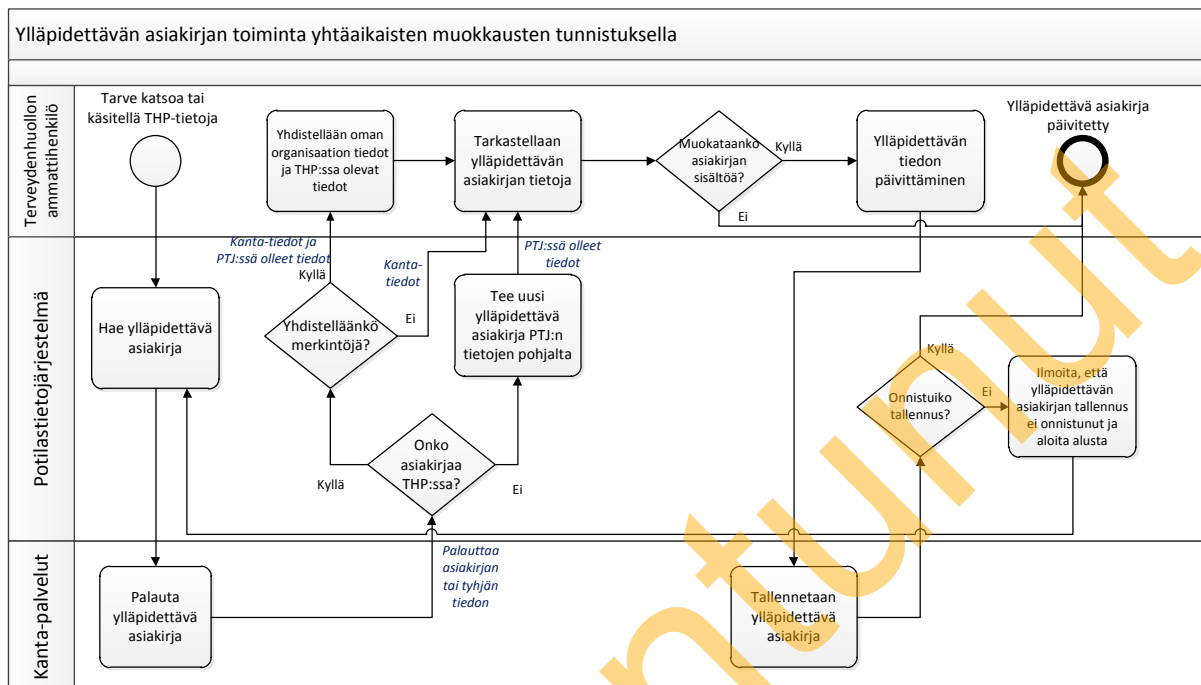 Ylläpidettävän asiakirjan toiminta yhtäaikaisten muokkausten tunnistuksella
Terveydenhuollon
ammattihenkilö
Tarve katsoa tai
käsitellä THP-tietoja
Yhdistellään oman
organisaation tiedot
ja THP:ssa olevat
tiedot
Tarkastellaan
ylläpidettävän
asiakirjan tietoja
Muokataanko
asiakirjan
sisältöä?
Kyllä
Ei
Ylläpidettävän
tiedon
päivittäminen
Ylläpidettävä asiakirja
päivitetty
Potilastietojärjestelmä
Hae ylläpidettävä
asiakirja
Kanta-tiedot ja
PTJ:ssä olleet tiedot
Kyllä
Yhdistelläänkö
merkintöjä?
Ei
Kanta-
tiedot
PTJ:ssä olleet
tiedot
Tee uusi
ylläpidettävä
asiakirja PTJ:n
tietojen pohjalta
Onko
asiakirjaa
THP:ssa?
Kyllä
Ei
Kyllä
Onnistuiko
tallennus?
Ei
Ilmoita, että
ylläpidettävän
asiakirjan tallennus
ei onnistunut ja
aloita alusta
Kanta-palvelut
Palauta
ylläpidettävä
asiakirja
Palauttaa
asiakirjan
tai tyhjän
tiedon
Tallennetaan
ylläpidettävä
asiakirja
ntunut